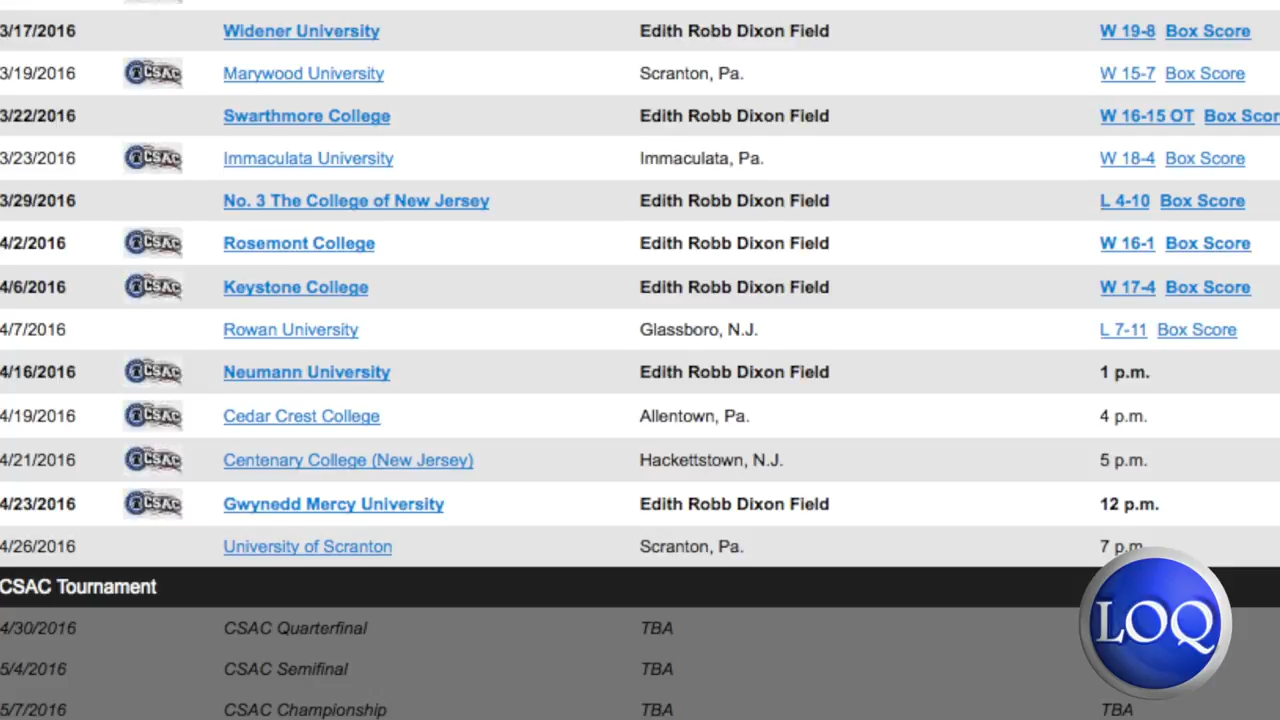 3/17/2016 Widener University Edith Robb Dixon Field W 19-8 Box Score
3/19/2016 CSAC Marywood University Scranton, Pa. W 15-7 Box Score
3/22/2016 Swarthmore College Edith Robb Dixon Field W 16-15 OT Box Scor
3/23/2016 CSAC Immaculata University Immaculata, Pa. W 18-4 Box Score
3/29/2016 No. 3 The College of New Jersey Edith Robb Dixon Field L 4-10 Box Score
4/2/2016 CSAC Rosemont College Edith Robb Dixon Field W 16-1 Box Score
4/6/2016 CSAC Keystone College Edith Robb Dixon Field W 17-4 Box Score
4/7/2016 Rowan University Glassboro, N.J. L 7-11 Box Score
4/16/2016 CSAC Neumann University Edith Robb Dixon Field 1 p.m.
4/19/2016 CSAC Cedar Crest College Allentown, Pa. 4 p.m.
4/21/2016 CSAC Centenary College (New Jersey) Hackettstown, N.J. 5 p.m.
4/23/2016 CSAC Gwynedd Mercy University Edith Robb Dixon Field 12 p.m.
4/26/2016 University of Scranton Scranton, Pa. 7 p.m.
CSAC Tournament
4/30/2016 CSAC Quarterfinal TBA
LOQ
5/4/2016 CSAC Semifinal TBA
5/7/2016 CSAC Championship TBA TBA